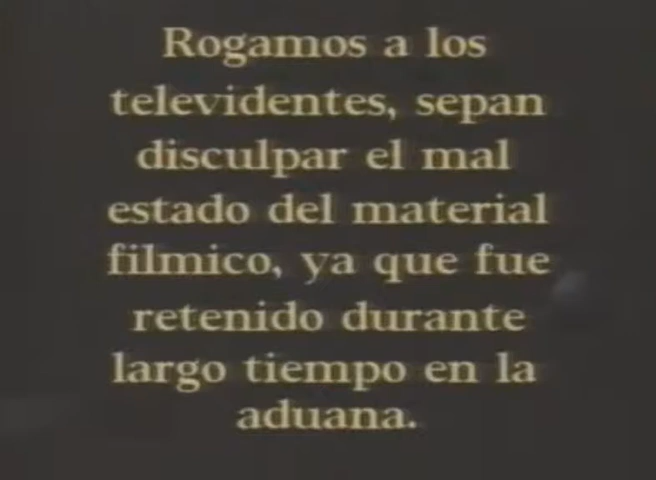 Rogamos a los
televidentes, sepan
disculpar el mal
estado del material
filmico, ya que fue
retenido durante
largo tiempo en la
aduana.